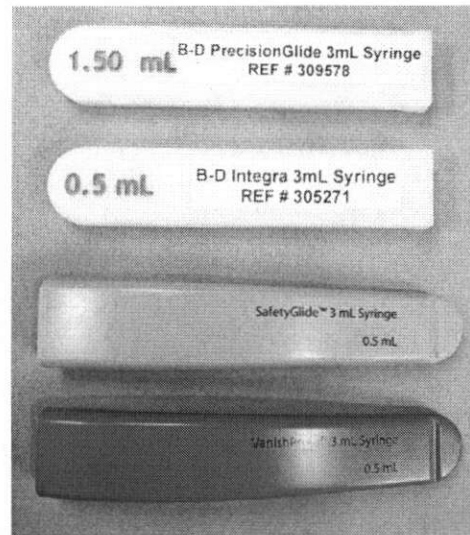 1.50 mL
B-D PrecisionGlide 3mL Syringe
REF # 309578
0.5 mL
B-D Integra 3mL Syringe
REF # 305271
SafetyGlide™ 3 mL Syringe
0.5 mL
3 mL Syringe
0.5 mL